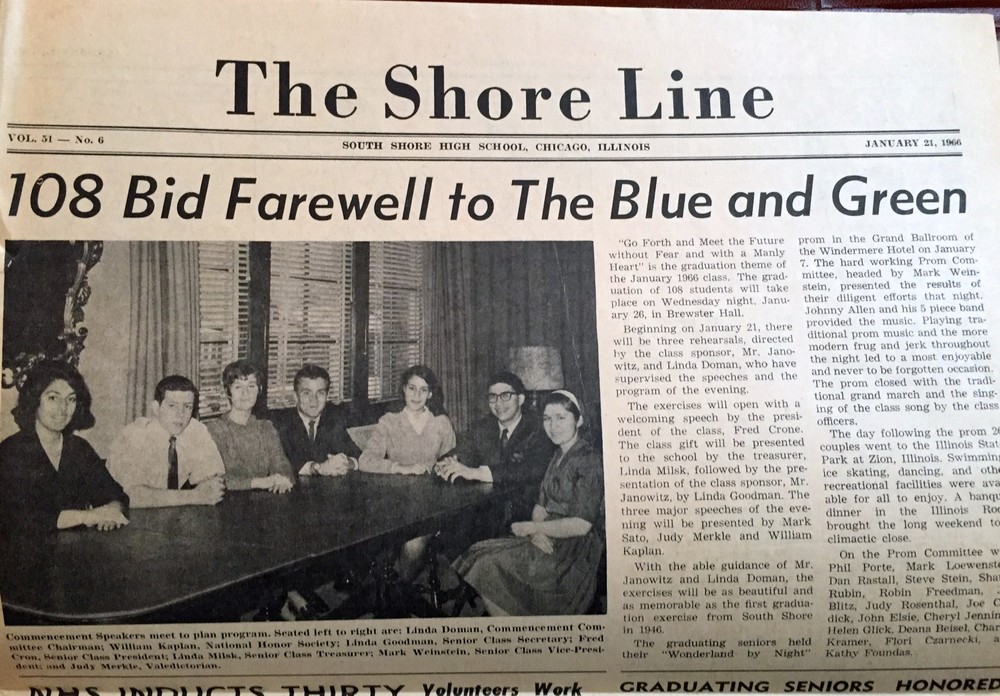 The Shore Line
VOL. 51 — No. 6
SOUTH SHORE HIGH SCHOOL, CHICAGO, ILLINOIS
JANUARY 21, 1966
108 Bid Farewell to The Blue and Green
Commencement Speakers meet to plan program. Seated left to right are: Linda Doman, Commencement Com-
mittee Chairman; William Kaplan, National Honor Society; Linda Goodman, Senior Class Secretary; Fred
Cron, Senior Class President; Linda Milsk, Senior Class Treasurer; Mark Weinstein, Senior Class Vice-Presi-
dent; and Judy Merkle, Valedictorian.
"Go Forth and Meet the Future
without Fear and with a Manly
Heart" is the graduation theme of
the January 1966 class. The grad-
uation of 108 students will take
place on Wednesday night, Janu-
ary 26, in Brewster Hall.
Beginning on January 21, there
will be three rehearsals, directed
by the class sponsor, Mr. Jano-
witz, and Linda Doman, who have
supervised the speeches and the
program of the evening.
The exercises will open with a
welcoming speech by the presi-
dent of the class, Fred Crone.
The class gift will be presented
to the school by the treasurer,
Linda Milsk, followed by the pre-
sentation of the class sponsor, Mr.
Janowitz, by Linda Goodman. The
three major speeches of the eve-
ning will be presented by Mark
Sato, Judy Merkle and William
Kaplan.
With the able guidance of Mr.
Janowitz and Linda Doman, the
exercises will be as beautiful and
as memorable as the first gradua-
tion exercise from South Shore
in 1946.
The graduating seniors held
their "Wonderland by Night"
prom in the Grand Ballroom of
the Windermere Hotel on January
7. The hard working Prom Com-
mittee, headed by Mark Wein-
stein, presented the results of
their diligent efforts that night.
Johnny Allen and his 5 piece band
provided the music. Playing tra-
ditional prom music and the more
modern frug and jerk throughout
the night led to a most enjoyable
and never to be forgotten occasion.
The prom closed with the tradi-
tional grand march and the sing-
ing of the class song by the class
officers.
The day following the prom 26
couples went to the Illinois Stat
Park at Zion, Illinois. Swimming
ice skating, dancing, and othe
recreational facilities were ava
able for all to enjoy. A banqu
dinner in the Illinois Roo
brought the long weekend to
climactic close.
On the Prom Committee w
Phil Porte, Mark Loewenste
Dan Rastall, Steve Stein, Sha
Rubin, Robin Freedman,
Blitz, Judy Rosenthal, Joe C
dick, John Elsie, Cheryl Jennin
Helen Glick, Deana Beisel, Char
Kramer, Flori Czarnecki,
Kathy Foundas.
NHS INDUCTS THIRTY
Volunteers Work
GRADUATING SENIORS HONORED